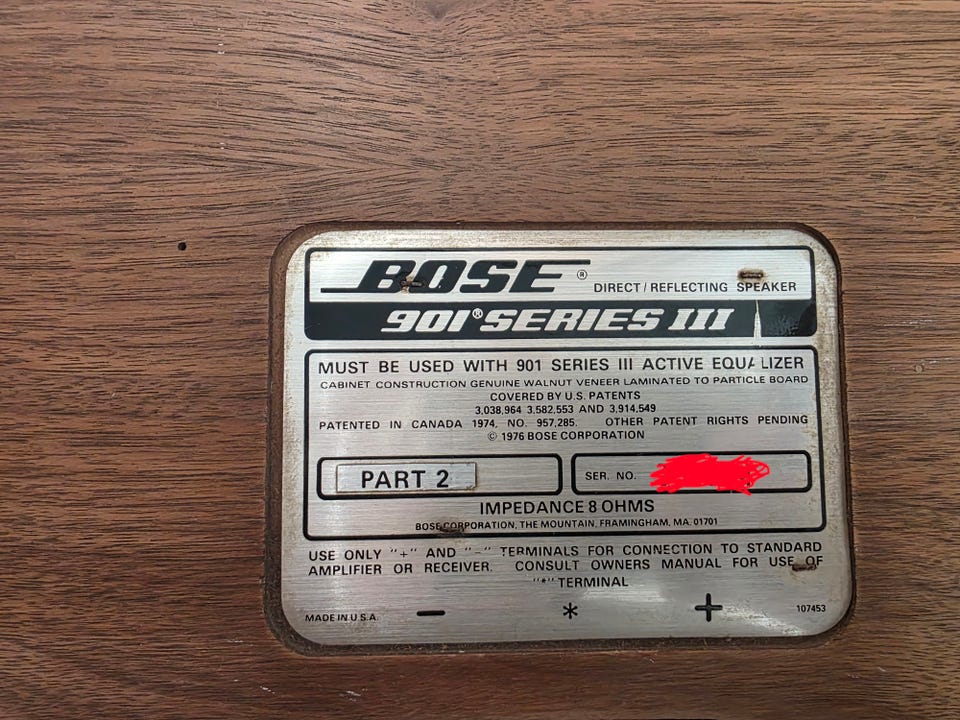 BOSE ®
DIRECT / REFLECTING SPEAKER
901® SERIES III
MUST BE USED WITH 901 SERIES III ACTIVE EQUALIZER
CABINET CONSTRUCTION GENUINE WALNUT VENEER LAMINATED TO PARTICLE BOARD
COVERED BY U.S. PATENTS
3,038,964 3,582,553 AND 3,914,549
PATENTED IN CANADA 1974, NO. 957,285. OTHER PATENT RIGHTS PENDING
© 1976 BOSE CORPORATION
PART 2
SER. NO.
IMPEDANCE 8 OHMS
BOSE CORPORATION, THE MOUNTAIN, FRAMINGHAM, MA. 01701
USE ONLY "+" AND "-" TERMINALS FOR CONNECTION TO STANDARD
AMPLIFIER OR RECEIVER. CONSULT OWNERS MANUAL FOR USE OF
"*" TERMINAL
MADE IN U.S.A. − * + 107453